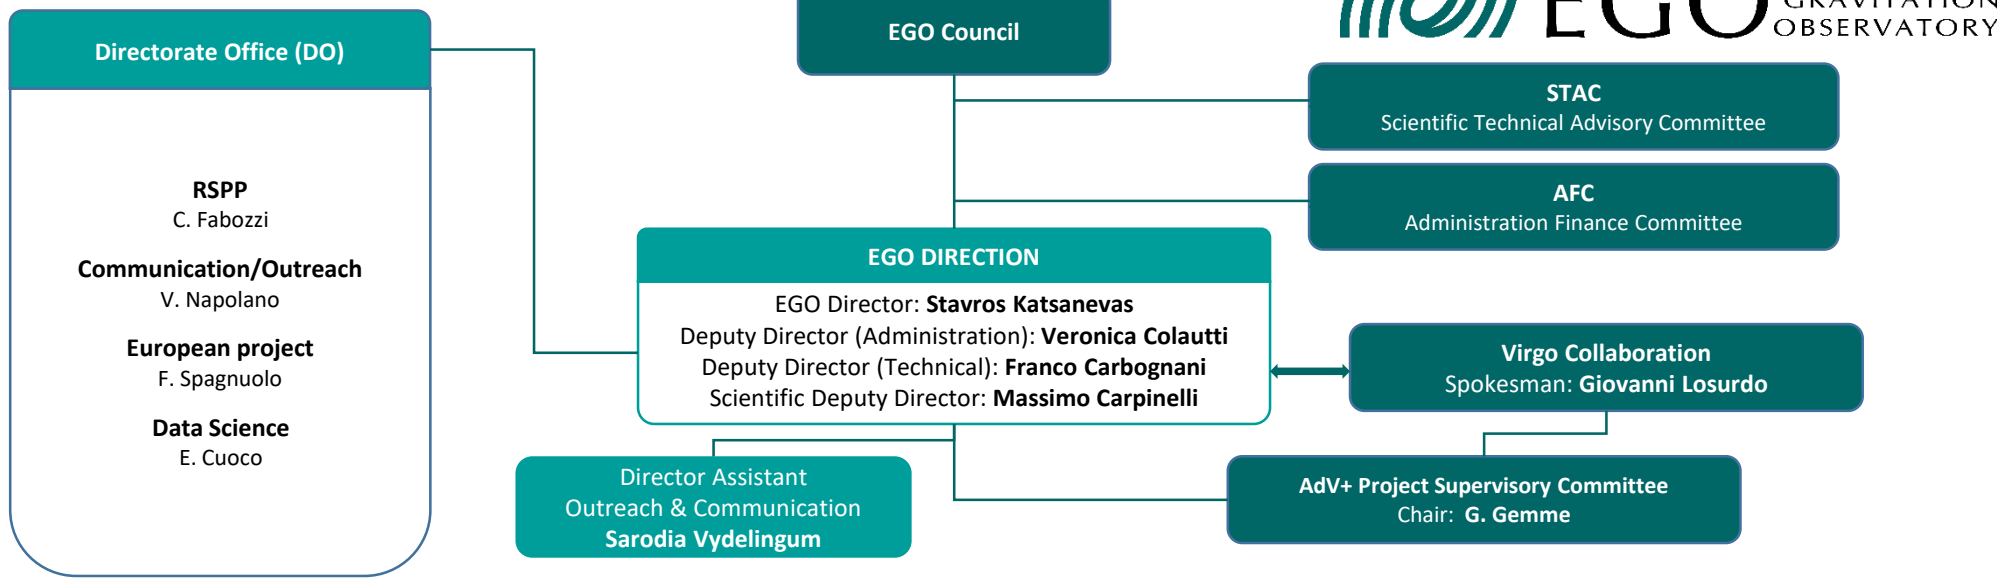 Directorate Office (DO)
RSPP
C. Fabozzi
Communication/Outreach
V. Napolano
European project
F. Spagnuolo
Data Science
E. Cuoco
EGO Council
EGO
GRAVITATION
OBSERVATORY
STAC
Scientific Technical Advisory Committee
AFC
Administration Finance Committee
EGO DIRECTION
EGO Director: Stavros Katsanevas
Deputy Director (Administration): Veronica Colautti
Deputy Director (Technical): Franco Carbognani
Scientific Deputy Director: Massimo Carpinelli
Virgo Collaboration
Spokesman: Giovanni Losurdo
Director Assistant
Outreach & Communication
Sarodia Vydelingum
AdV+ Project Supervisory Committee
Chair: G. Gemme